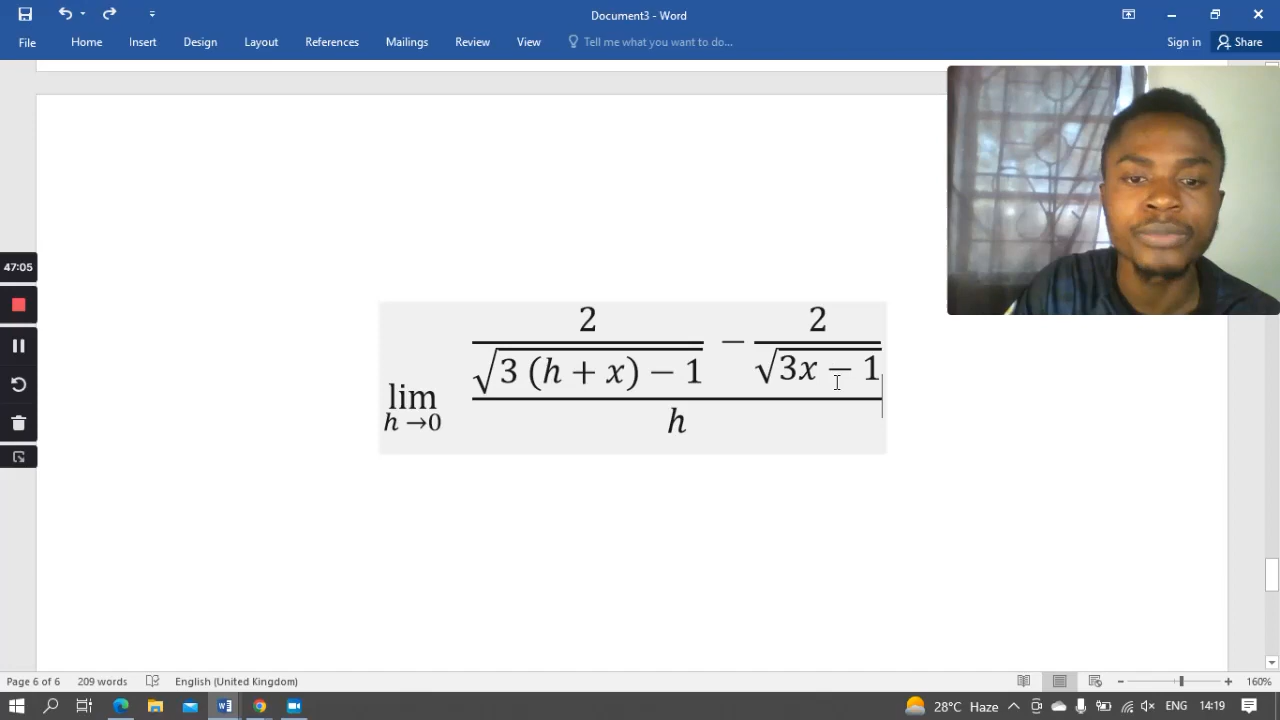 Document3 - Word
File Home Insert Design Layout References Mailings Review View Tell me what you want to do... Sign in Share
47:05
lim h→0 (2/√(3 (h + x) − 1) − 2/√(3x − 1))/h
Page 6 of 6 209 words English (United Kingdom) 160%
28°C Haze ENG 14:19